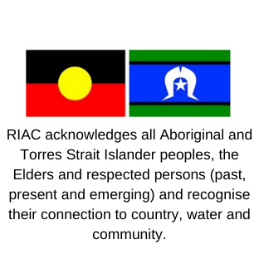 RIAC acknowledges all Aboriginal and
Torres Strait Islander peoples, the
Elders and respected persons (past,
present and emerging) and recognise
their connection to country, water and
community.